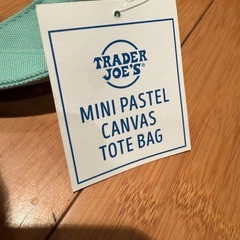 TRADER
JOE'S®
MINI PASTEL
CANVAS
TOTE BAG